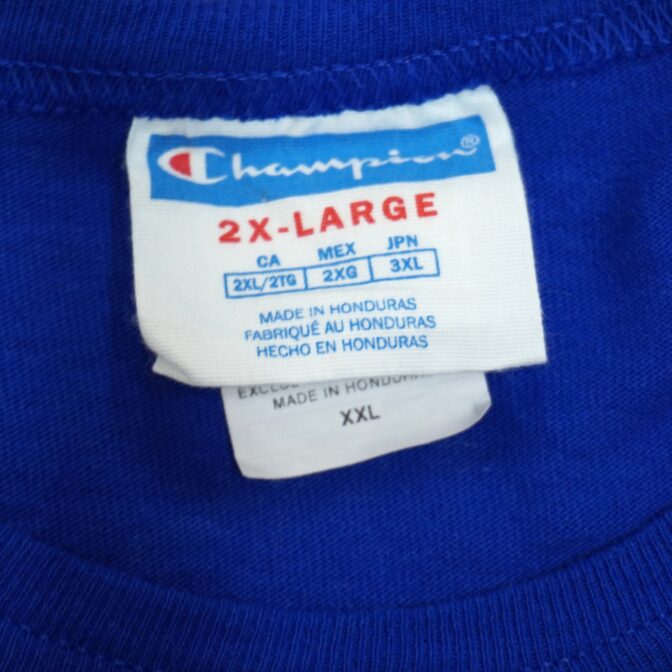 Champion®
2X-LARGE
CA MEX JPN
2XL/2TG 2XG 3XL
MADE IN HONDURAS
FABRIQUÉ AU HONDURAS
HECHO EN HONDURAS
MADE IN
XXL